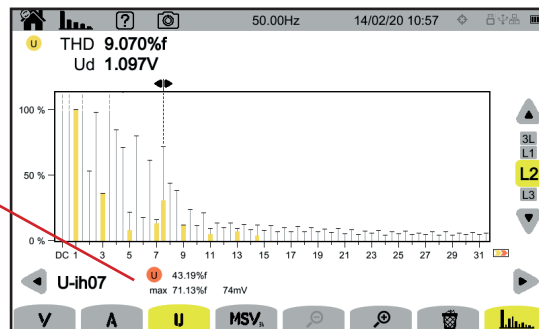 ? 50.00Hz 14/02/20 10:57
U THD 9.070%f
Ud 1.097V
100 %
50 %
0 %
DC 1 3 5 7 9 11 13 15 17 19 21 23 25 27 29 31
3L
L1
L2
L3
U-ih07
U 43.19%f
max 71.13%f 74mV
V A U MSV